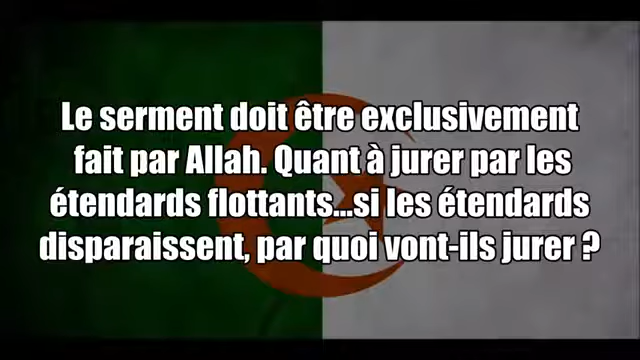 Le serment doit être exclusivement
fait par Allah. Quant à jurer par les
étendards flottants...si les étendards
disparaissent, par quoi vont-ils jurer ?